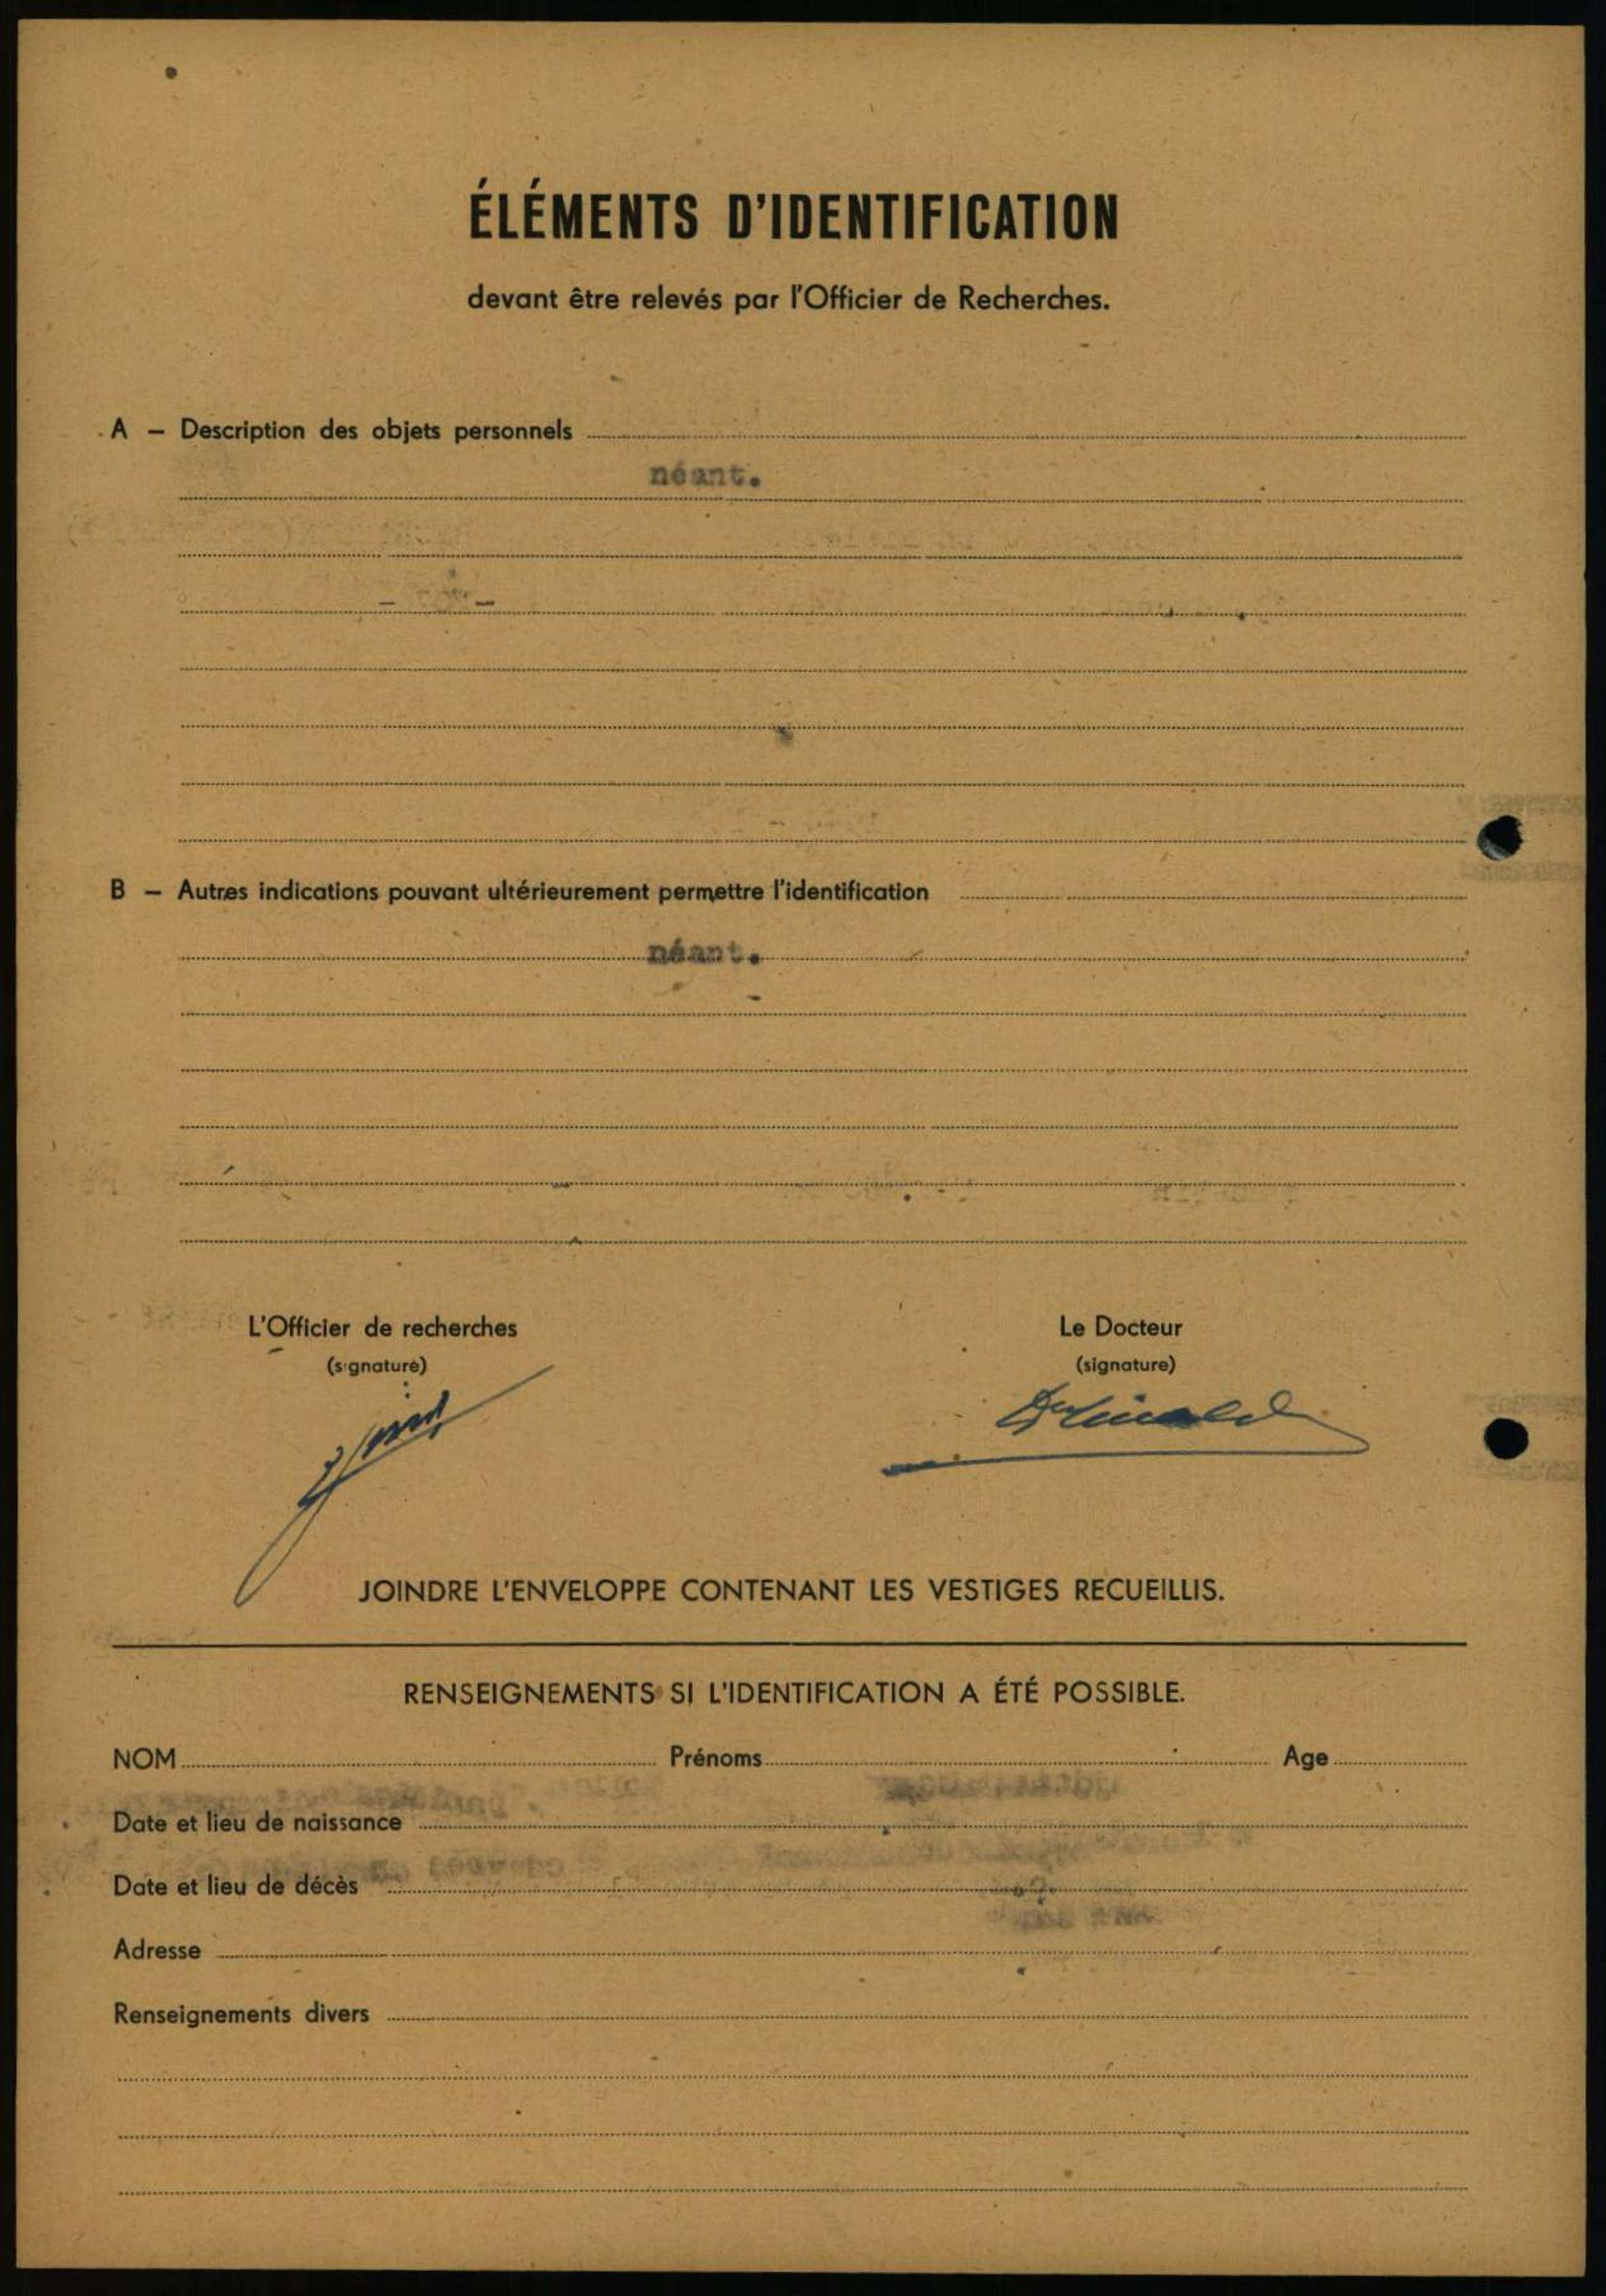 ÉLÉMENTS D'IDENTIFICATION
devant être relevés par l'Officier de Recherches.
A – Description des objets personnels
néant.
B – Autres indications pouvant ultérieurement permettre l'identification
néant.
L'Officier de recherches Le Docteur
(signature) (signature)
JOINDRE L'ENVELOPPE CONTENANT LES VESTIGES RECUEILLIS.
RENSEIGNEMENTS SI L'IDENTIFICATION A ÉTÉ POSSIBLE.
NOM Prénoms Age
Date et lieu de naissance
Date et lieu de décès
Adresse
Renseignements divers